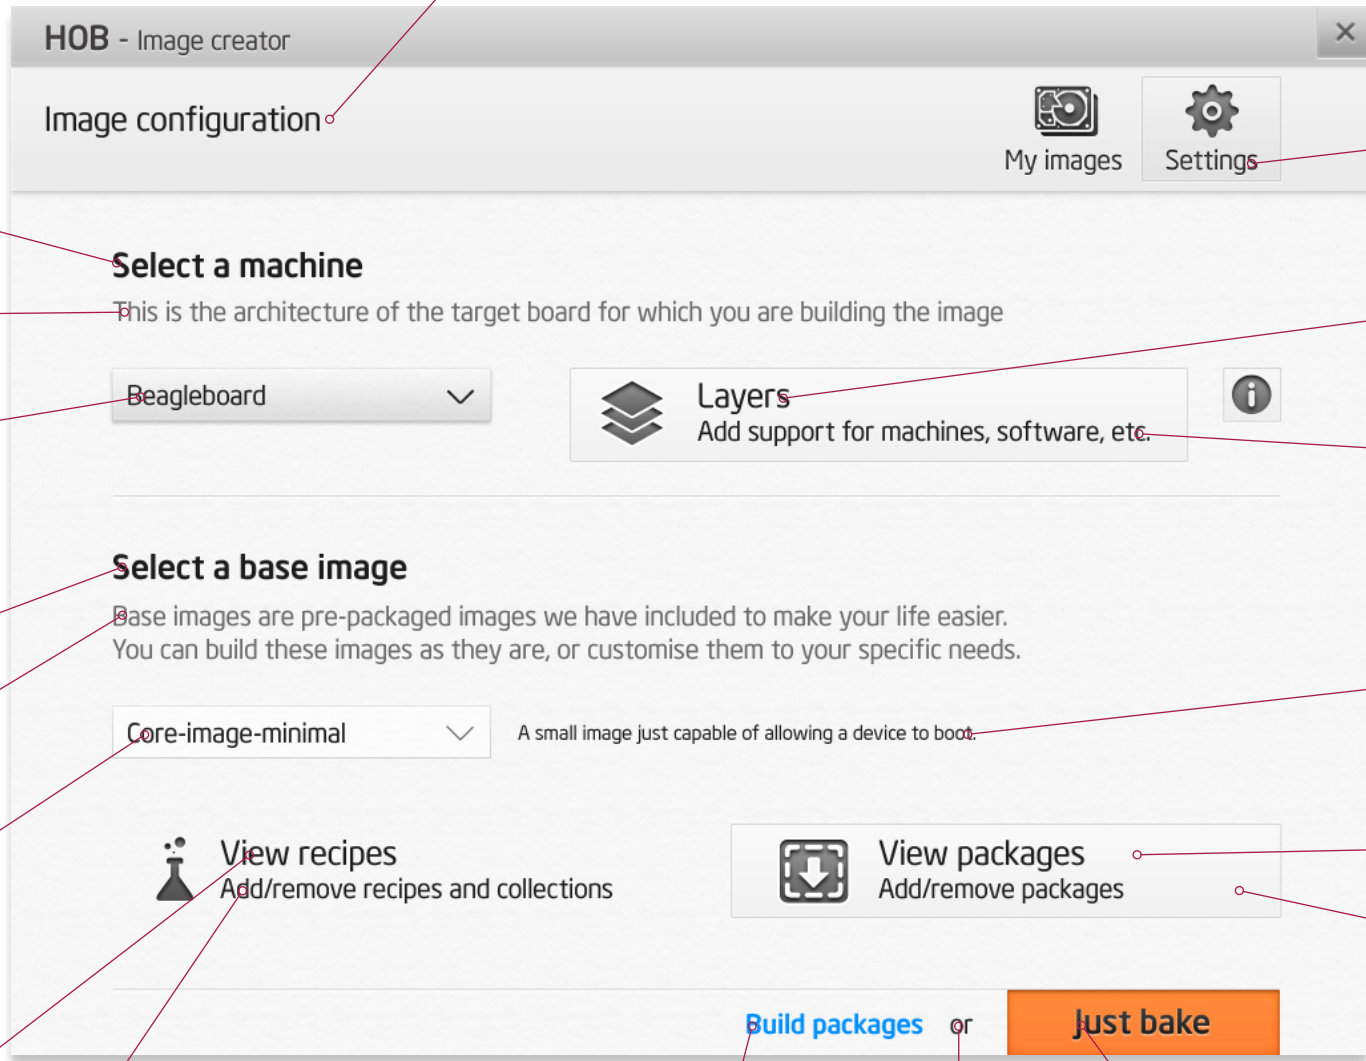 HOB - Image creator
Image configuration
My images
Settings
Select a machine
This is the architecture of the target board for which you are building the image
Beagleboard
Layers
Add support for machines, software, etc.
Select a base image
Base images are pre-packaged images we have included to make your life easier.
You can build these images as they are, or customise them to your specific needs.
Core-image-minimal
A small image just capable of allowing a device to boot.
View recipes
Add/remove recipes and collections
View packages
Add/remove packages
Build packages or
Just bake